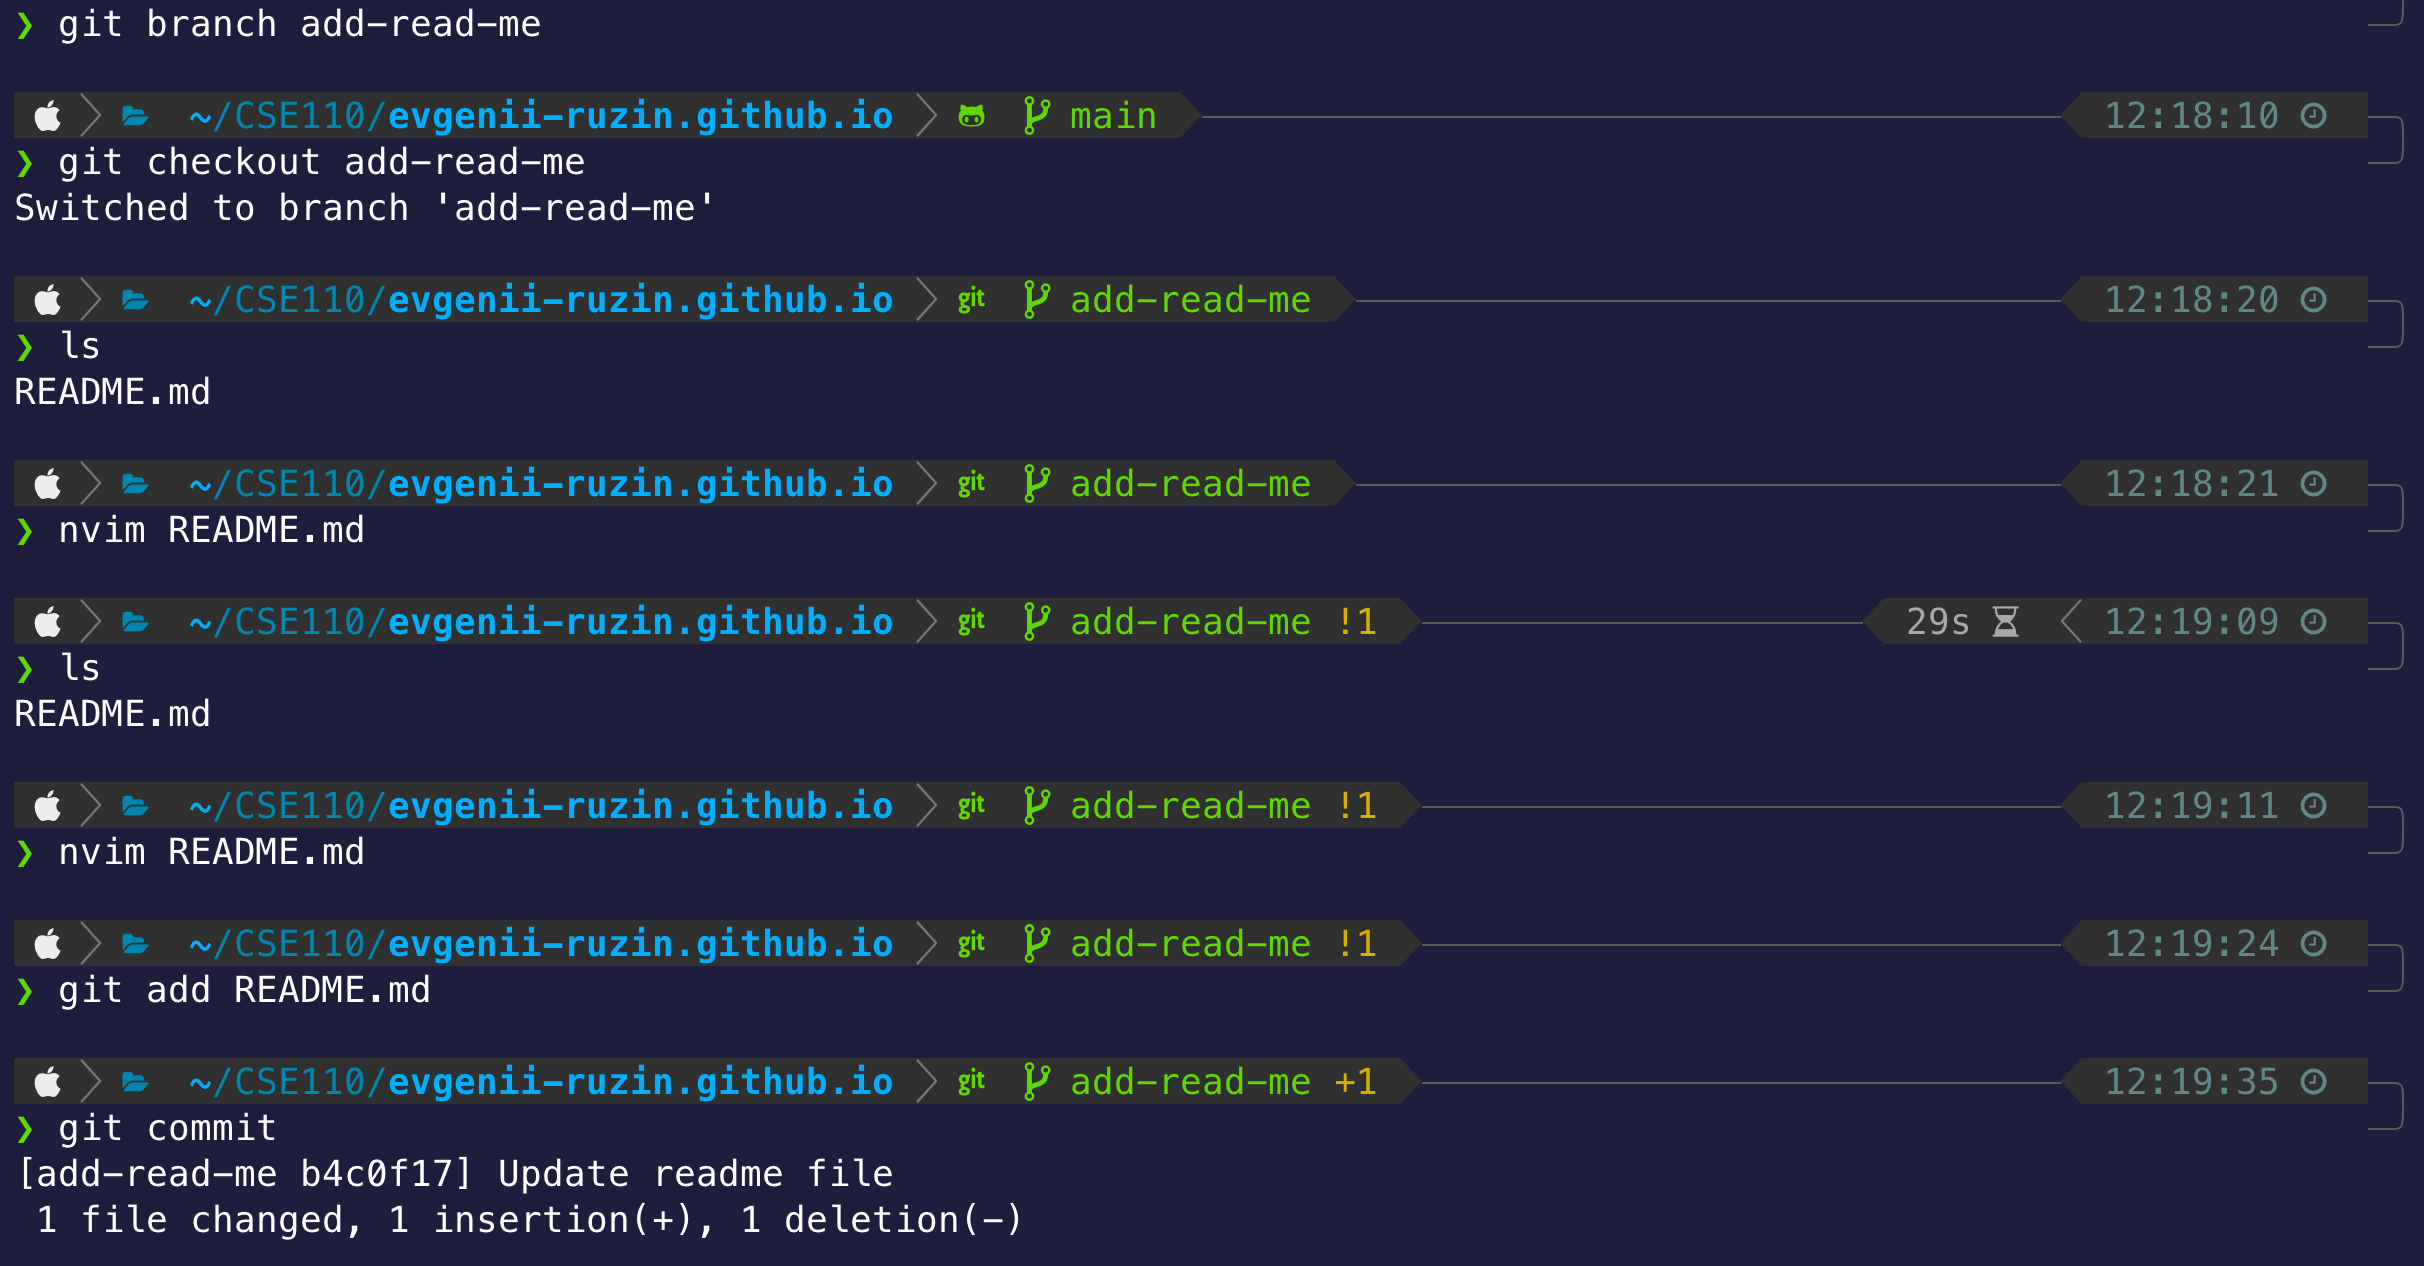 ❯ git branch add-read-me
~/CSE110/evgenii-ruzin.github.io main 12:18:10
❯ git checkout add-read-me
Switched to branch 'add-read-me'
~/CSE110/evgenii-ruzin.github.io git add-read-me 12:18:20
❯ ls
README.md
~/CSE110/evgenii-ruzin.github.io git add-read-me 12:18:21
❯ nvim README.md
~/CSE110/evgenii-ruzin.github.io git add-read-me !1 29s 12:19:09
❯ ls
README.md
~/CSE110/evgenii-ruzin.github.io git add-read-me !1 12:19:11
❯ nvim README.md
~/CSE110/evgenii-ruzin.github.io git add-read-me !1 12:19:24
❯ git add README.md
~/CSE110/evgenii-ruzin.github.io git add-read-me +1 12:19:35
❯ git commit
[add-read-me b4c0f17] Update readme file
1 file changed, 1 insertion(+), 1 deletion(-)